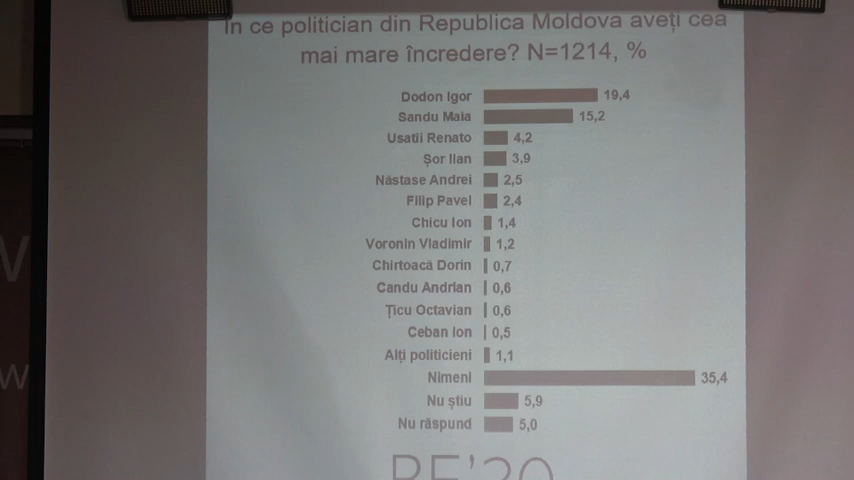 În ce politician din Republica Moldova aveți cea
mai mare încredere? N=1214, %
Dodon Igor 19,4
Sandu Maia 15,2
Usatîi Renato 4,2
Șor Ilan 3,9
Năstase Andrei 2,5
Filip Pavel 2,4
Chicu Ion 1,4
Voronin Vladimir 1,2
Chirtoacă Dorin 0,7
Candu Andrian 0,6
Țîcu Octavian 0,6
Ceban Ion 0,5
Alți politicieni 1,1
Nimeni 35,4
Nu știu 5,9
Nu răspund 5,0